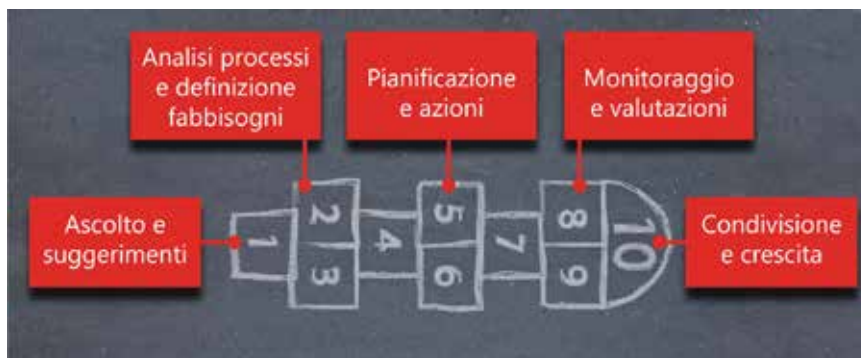 Analisi processi
e definizione
fabbisogni
Pianificazione
e azioni
Monitoraggio
e valutazioni
Ascolto e
suggerimenti
Condivisione
e crescita
1
2
3
4
5
6
7
8
9
10